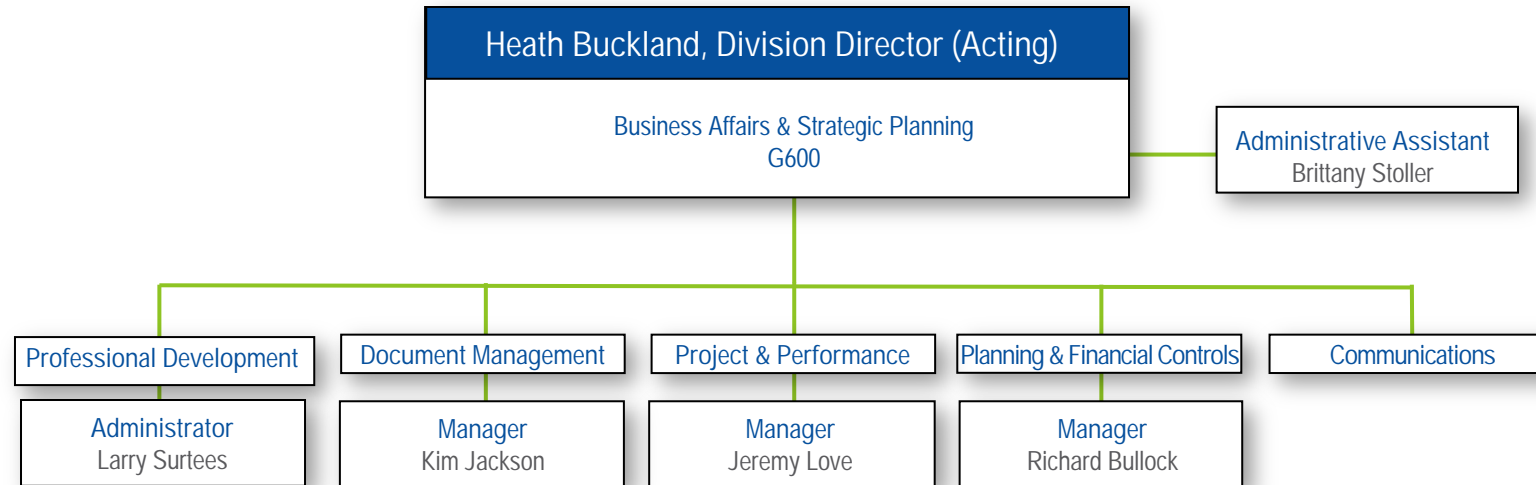 Heath Buckland, Division Director (Acting)
Business Affairs & Strategic Planning
G600
Administrative Assistant
Brittany Stoller
Professional Development
Document Management
Project & Performance
Planning & Financial Controls
Communications
Administrator
Larry Surtees
Manager
Kim Jackson
Manager
Jeremy Love
Manager
Richard Bullock